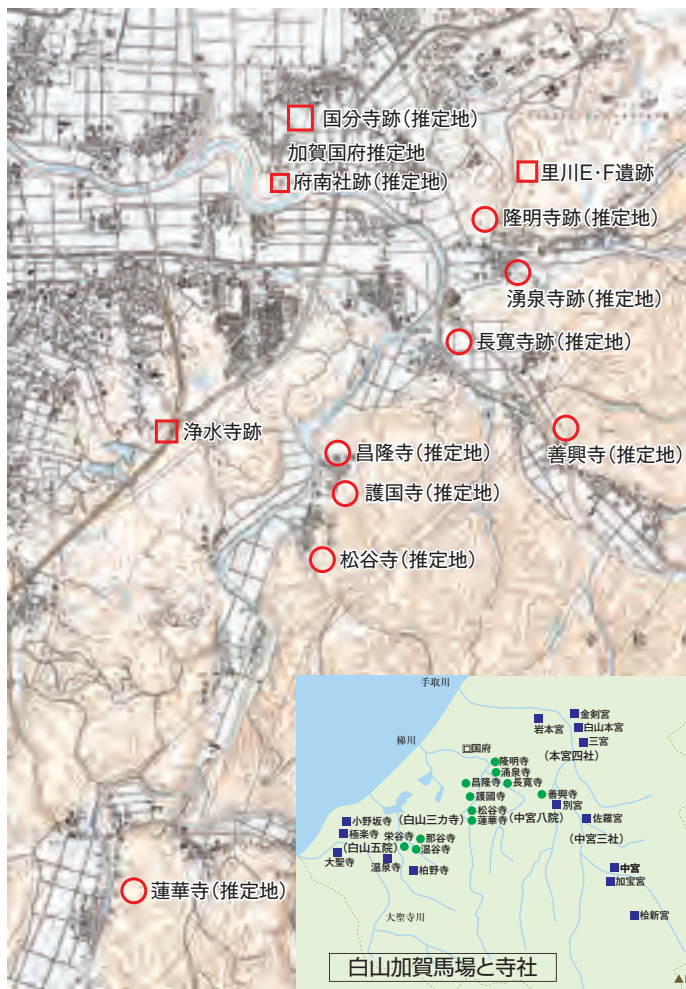 国分寺跡（推定地）
加賀国府推定地
府南社跡（推定地）
里川E・F遺跡
隆明寺跡（推定地）
湧泉寺跡（推定地）
長寛寺跡（推定地）
浄水寺跡
善興寺（推定地）
昌隆寺（推定地）
護国寺（推定地）
松谷寺（推定地）
蓮華寺（推定地）
手取川
金剣宮
岩本宮
白山本宮
三宮
（本宮四社）
梯川
国府
隆明寺
湧泉寺
昌隆寺
長寛寺
善興寺
護國寺
別宮
松谷寺
（白山三カ寺）
蓮華寺
（中宮八院）
佐羅宮
（中宮三社）
小野坂寺
極楽寺
栄谷寺
那谷寺
（白山五院）
温谷寺
大聖寺
温泉寺
柏野寺
中宮
加宝宮
大聖寺川
桧新宮
白山加賀馬場と寺社